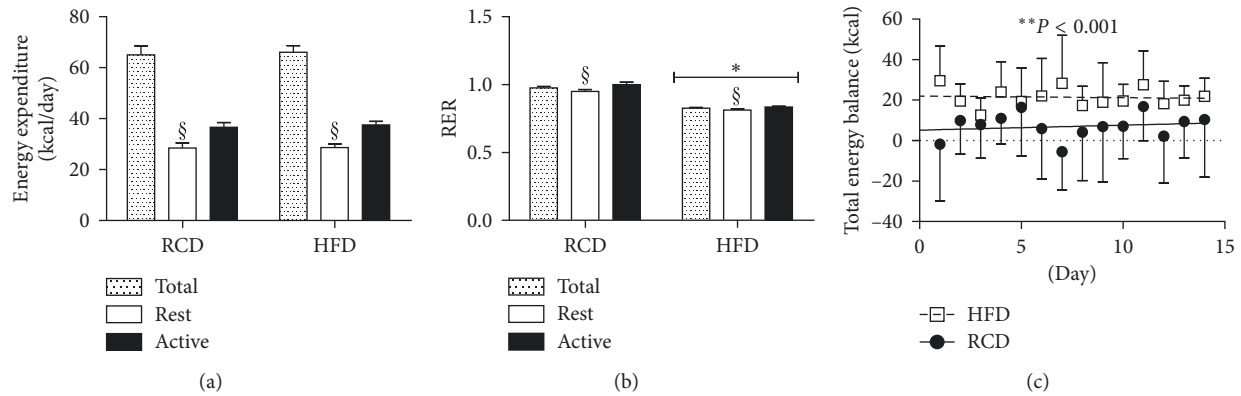 80
60
40
20
0
Energy expenditure
(kcal/day)
§
§
RCD
HFD
Total
Rest
Active
(a)
1.5
1.0
0.5
0.0
RER
§
*
§
RCD
HFD
Total
Rest
Active
(b)
60
40
20
0
−20
−40
Total energy balance (kcal)
**P < 0.001
0
5
10
15
(Day)
HFD
RCD
(c)